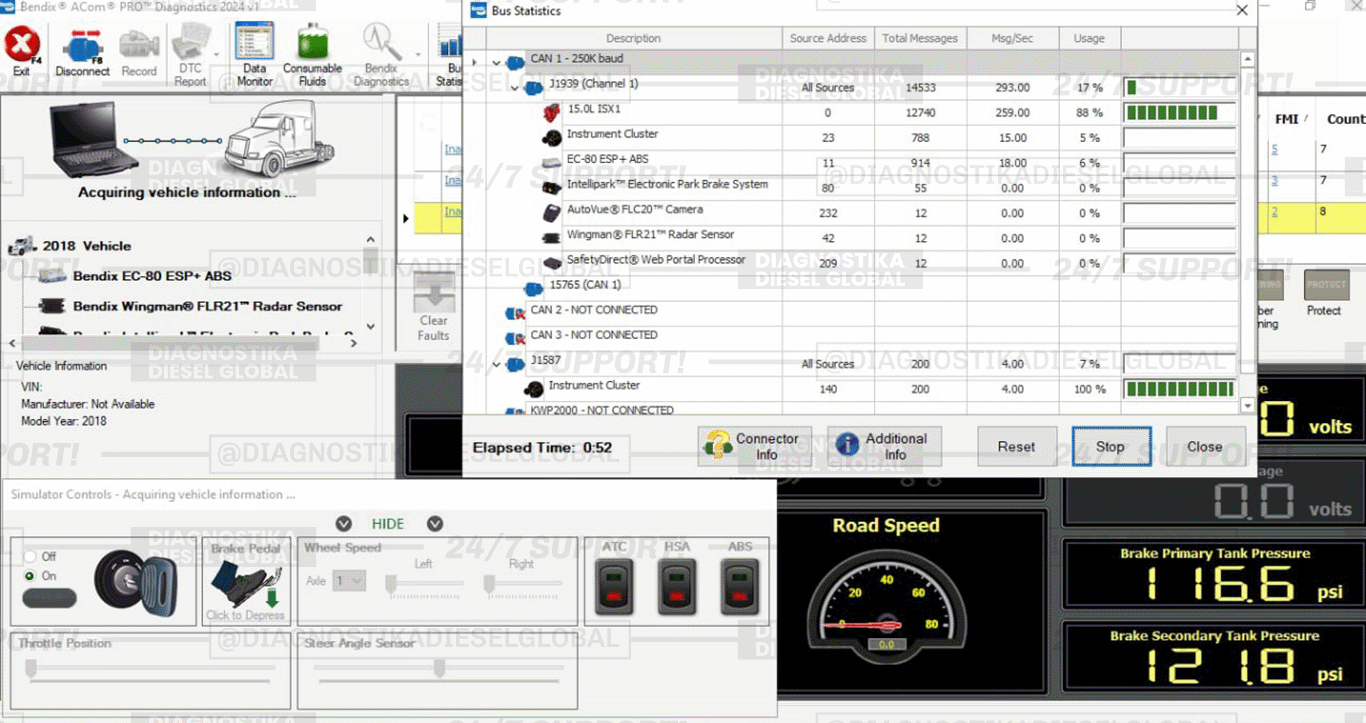 Bendix® ACom® PRO™ Diagnostics 2024 v1
Exit F4
Disconnect F8
Record
DTC Report
Data Monitor
Consumable Fluids
Bendix Diagnostics
Acquiring vehicle information ...
2018 Vehicle
Bendix EC-80 ESP+ ABS
Bendix Wingman® FLR21™ Radar Sensor
Vehicle Information
VIN:
Manufacturer: Not Available
Model Year: 2018
Clear Faults
Bus Statistics
Description Source Address Total Messages Msg/Sec Usage
CAN 1 - 250K baud
J1939 (Channel 1) All Sources 14533 293.00 17 %
15.0L ISX1 0 12740 259.00 88 %
Instrument Cluster 23 788 15.00 5 %
EC-80 ESP+ ABS 11 914 18.00 6 %
Intellipark™ Electronic Park Brake System 80 55 0.00 0 %
AutoVue® FLC20™ Camera 232 12 0.00 0 %
Wingman® FLR21™ Radar Sensor 42 12 0.00 0 %
SafetyDirect® Web Portal Processor 209 12 0.00 0 %
15765 (CAN 1)
CAN 2 - NOT CONNECTED
CAN 3 - NOT CONNECTED
J1587 All Sources 200 4.00 7 %
Instrument Cluster 140 200 4.00 100 %
KWP2000 - NOT CONNECTED
Elapsed Time: 0:52
Connector Info
Additional Info
Reset
Stop
Close
FMI Count
5 7
7
2 8
Protect
volts
0.0 volts
Simulator Controls - Acquiring vehicle information ...
HIDE
Off
On
Brake Pedal
Click to Depress
Wheel Speed
Axle 1
Left
Right
ATC HSA ABS
Throttle Position
Steer Angle Sensor
Road Speed
0 20 40 60 80
0.0
Brake Primary Tank Pressure
116.6 psi
Brake Secondary Tank Pressure
121.8 psi
@DIAGNOSTIKADIESELGLOBAL
DIAGNOSTIKA DIESEL GLOBAL
24/7 SUPPORT!